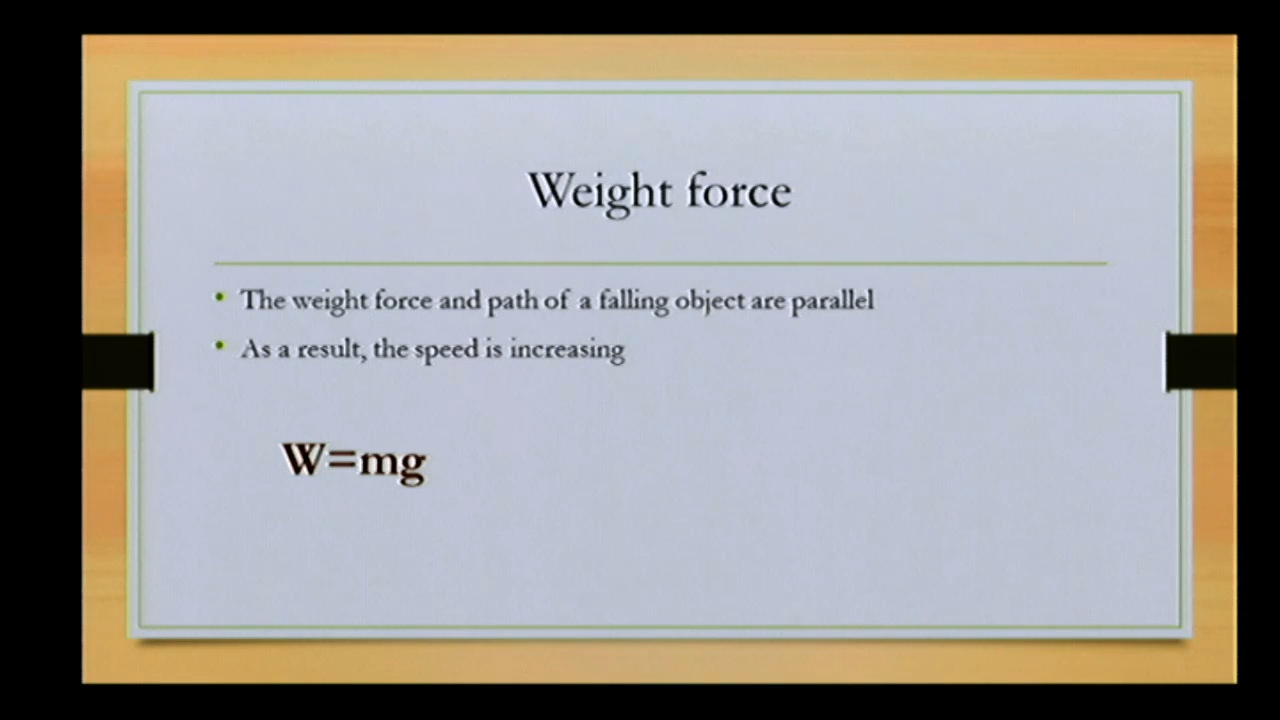 Weight force
• The weight force and path of a falling object are parallel
• As a result, the speed is increasing
W=mg